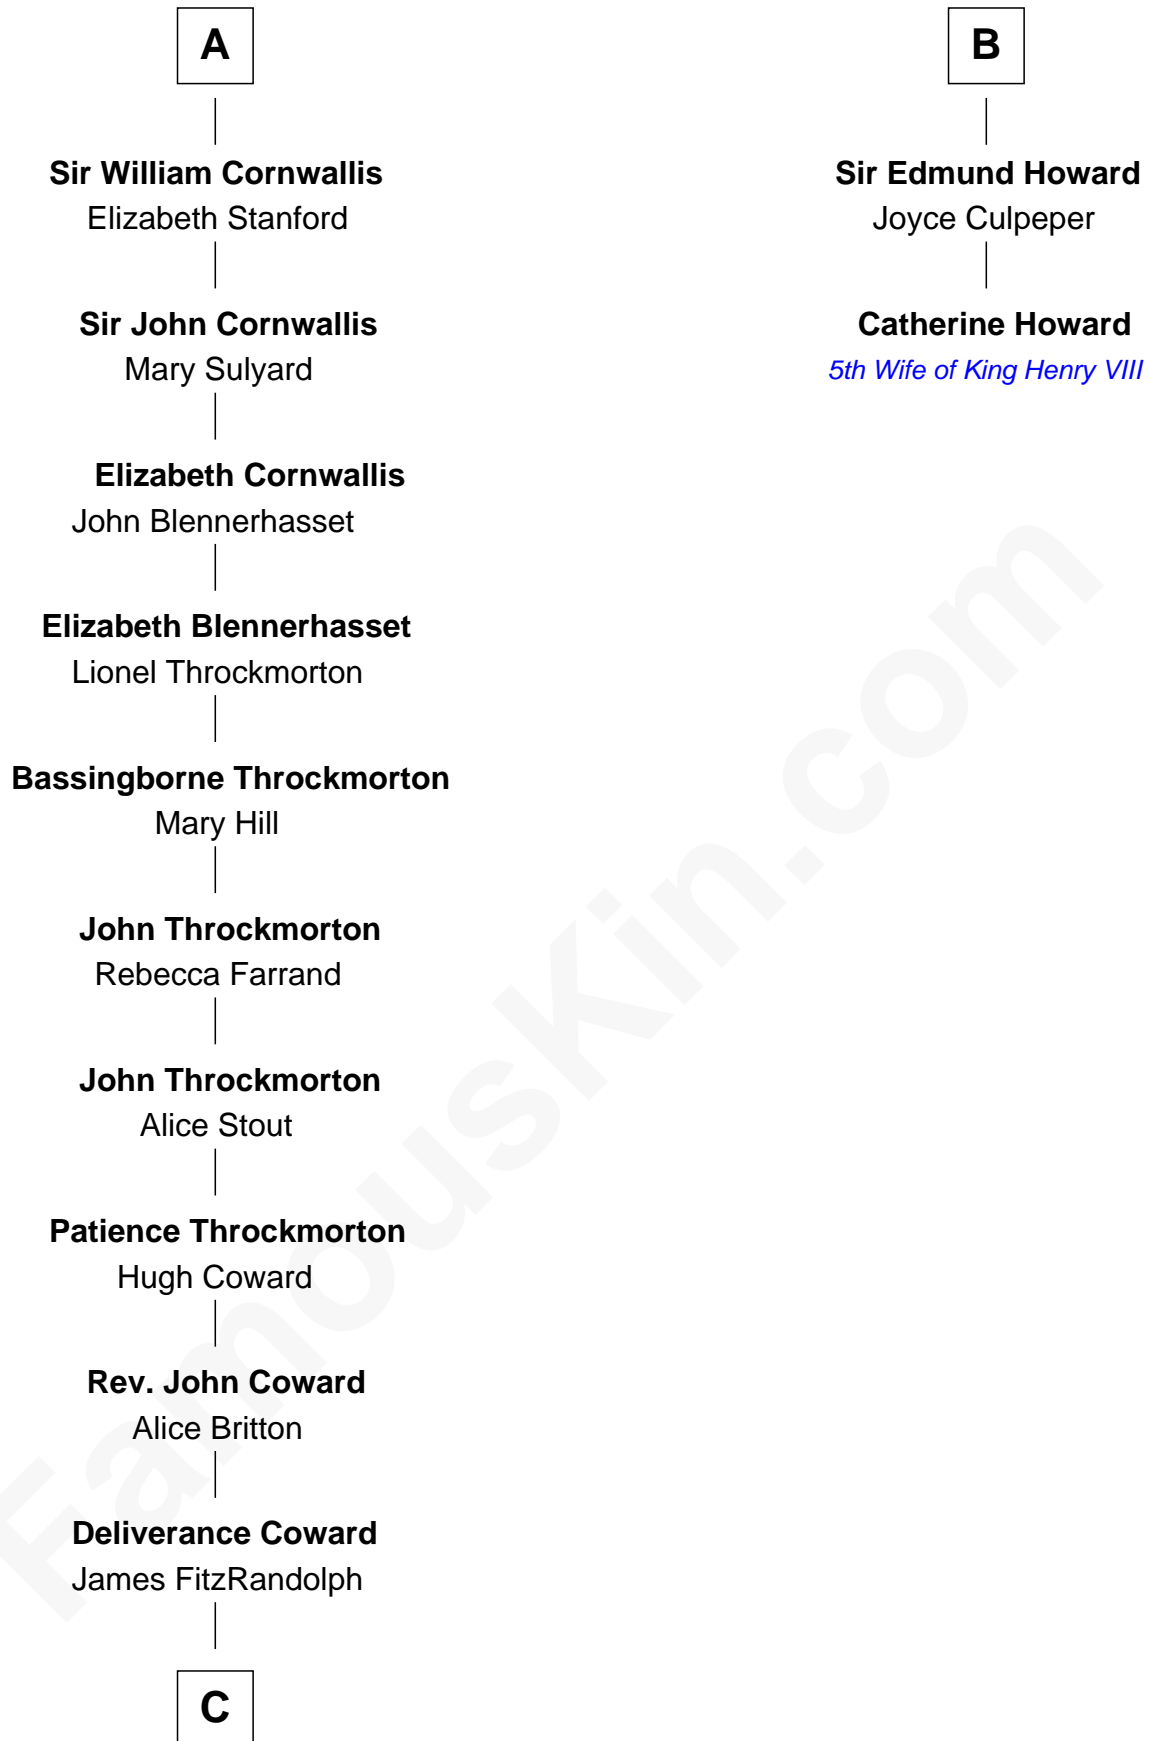 A
Sir William Cornwallis
Elizabeth Stanford
Sir John Cornwallis
Mary Sulyard
Elizabeth Cornwallis
John Blennerhasset
Elizabeth Blennerhasset
Lionel Throckmorton
Bassingborne Throckmorton
Mary Hill
John Throckmorton
Rebecca Farrand
John Throckmorton
Alice Stout
Patience Throckmorton
Hugh Coward
Rev. John Coward
Alice Britton
Deliverance Coward
James FitzRandolph
C
B
Sir Edmund Howard
Joyce Culpeper
Catherine Howard
5th Wife of King Henry VIII
FamousKin.com